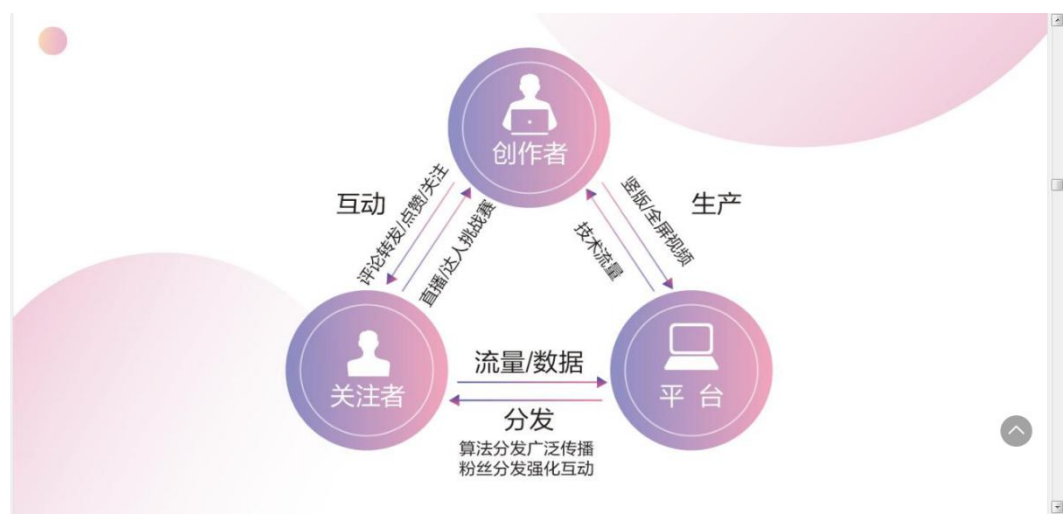 创作者
互动
评论转发/点赞/关注
直播/达人挑战赛
竖版/全屏视频
技术流量
生产
关注者
流量/数据
分发
算法分发广泛传播
粉丝分发强化互动
平台